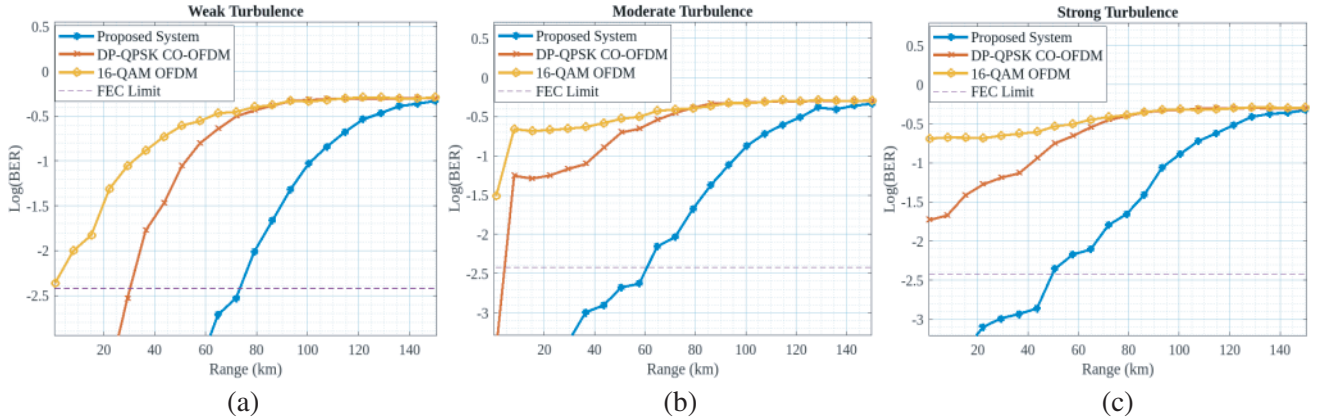 Weak Turbulence
0.5
0
-0.5
-1
-1.5
-2
-2.5
Log(BER)
Proposed System
DP-QPSK CO-OFDM
16-QAM OFDM
FEC Limit
20 40 60 80 100 120 140
Range (km)
(a)
Moderate Turbulence
0.5
0
-0.5
-1
-1.5
-2
-2.5
-3
Log(BER)
Proposed System
DP-QPSK CO-OFDM
16-QAM OFDM
FEC Limit
20 40 60 80 100 120 140
Range (km)
(b)
Strong Turbulence
0.5
0
-0.5
-1
-1.5
-2
-2.5
-3
Log(BER)
Proposed System
DP-QPSK CO-OFDM
16-QAM OFDM
FEC Limit
20 40 60 80 100 120 140
Range (km)
(c)